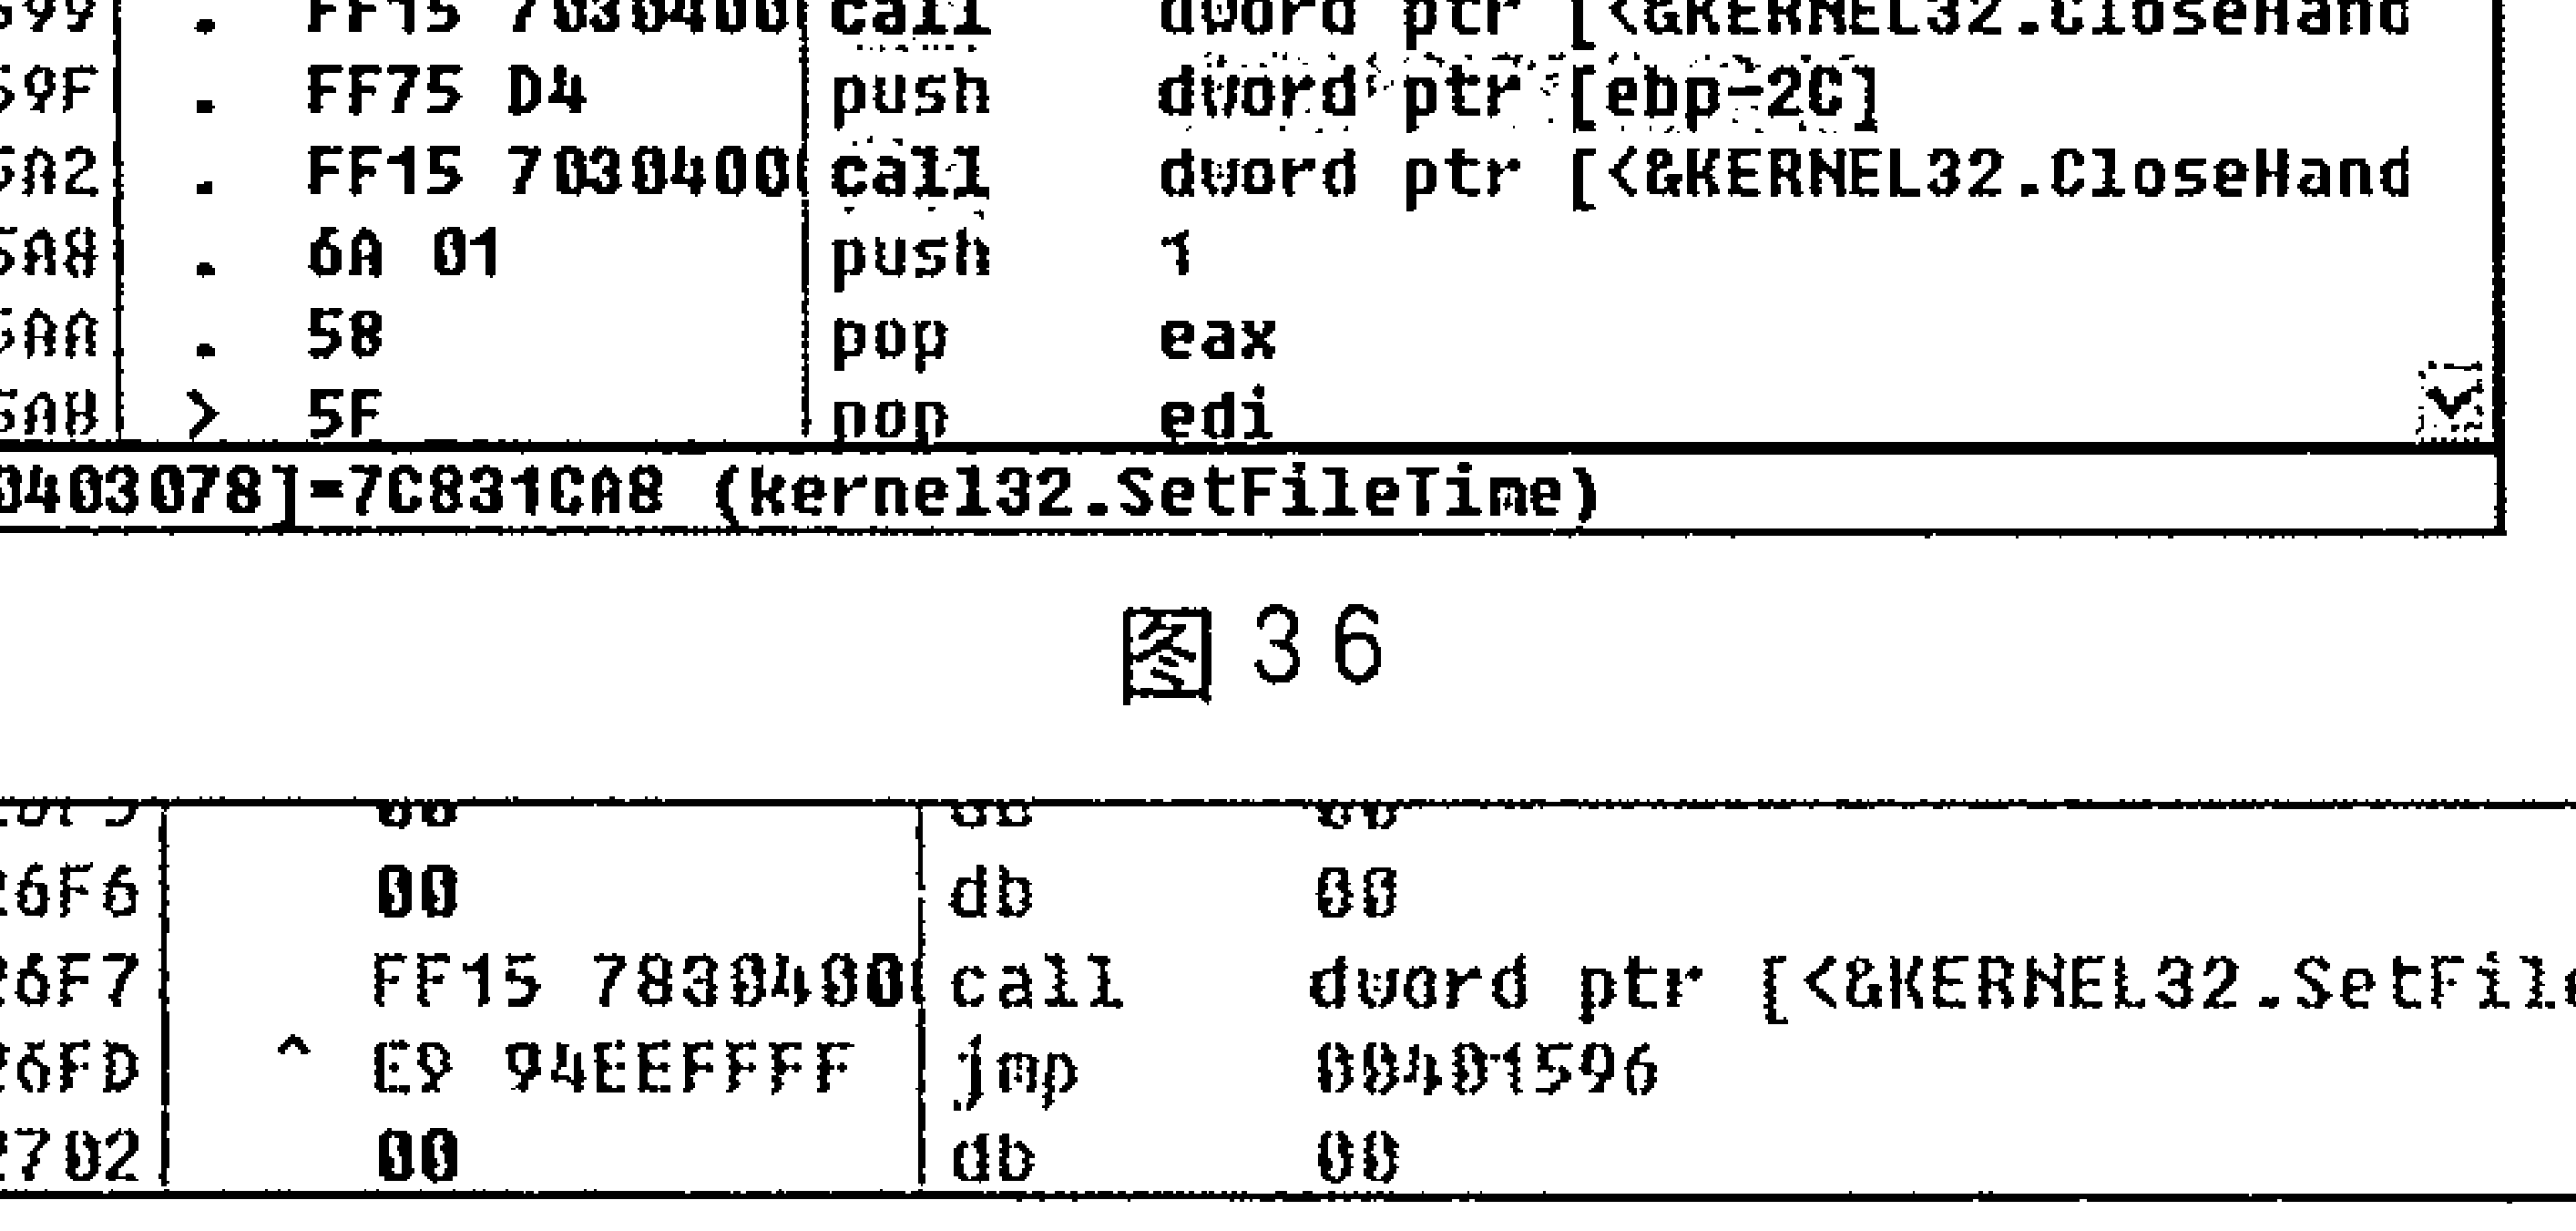 599 . FF15 7030400 call dword ptr [<&KERNEL32.CloseHand
59F . FF75 D4 push dword ptr [ebp-2C]
5A2 . FF15 7030400 call dword ptr [<&KERNEL32.CloseHand
5A8 . 6A 01 push 1
5AA . 58 pop eax
5AB > 5F pop edi
0403078]=7C831CA8 (kernel32.SetFileTime)
图36
26F6 00 db 00
26F7 FF15 7830400 call dword ptr [<&KERNEL32.SetFile
26FD ^ E9 94EEFFFF jmp 00401596
2702 00 db 00